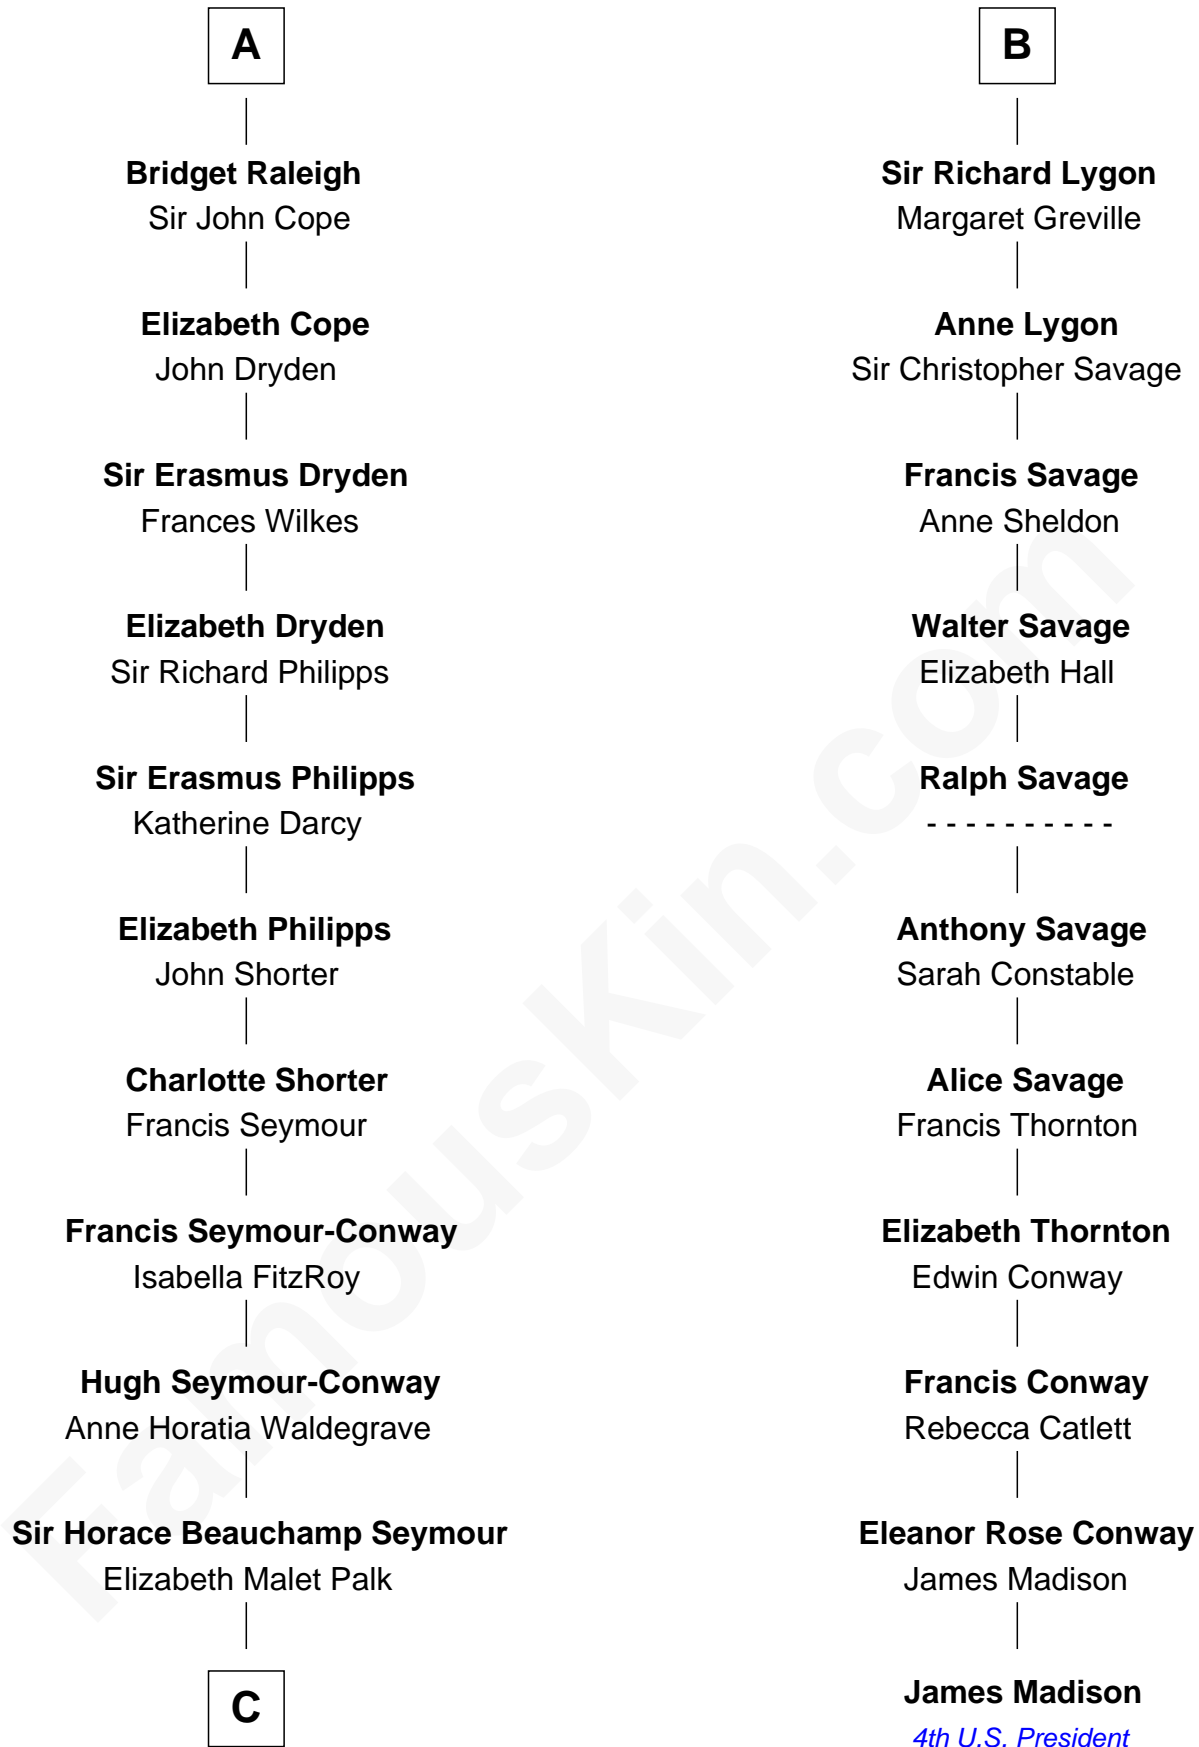 A
Bridget Raleigh
Sir John Cope
Elizabeth Cope
John Dryden
Sir Erasmus Dryden
Frances Wilkes
Elizabeth Dryden
Sir Richard Philipps
Sir Erasmus Philipps
Katherine Darcy
Elizabeth Philipps
John Shorter
Charlotte Shorter
Francis Seymour
Francis Seymour-Conway
Isabella FitzRoy
Hugh Seymour-Conway
Anne Horatia Waldegrave
Sir Horace Beauchamp Seymour
Elizabeth Malet Palk
C
B
Sir Richard Lygon
Margaret Greville
Anne Lygon
Sir Christopher Savage
Francis Savage
Anne Sheldon
Walter Savage
Elizabeth Hall
Ralph Savage
- - - - - - - - - -
Anthony Savage
Sarah Constable
Alice Savage
Francis Thornton
Elizabeth Thornton
Edwin Conway
Francis Conway
Rebecca Catlett
Eleanor Rose Conway
James Madison
James Madison
4th U.S. President
FamousKin.com